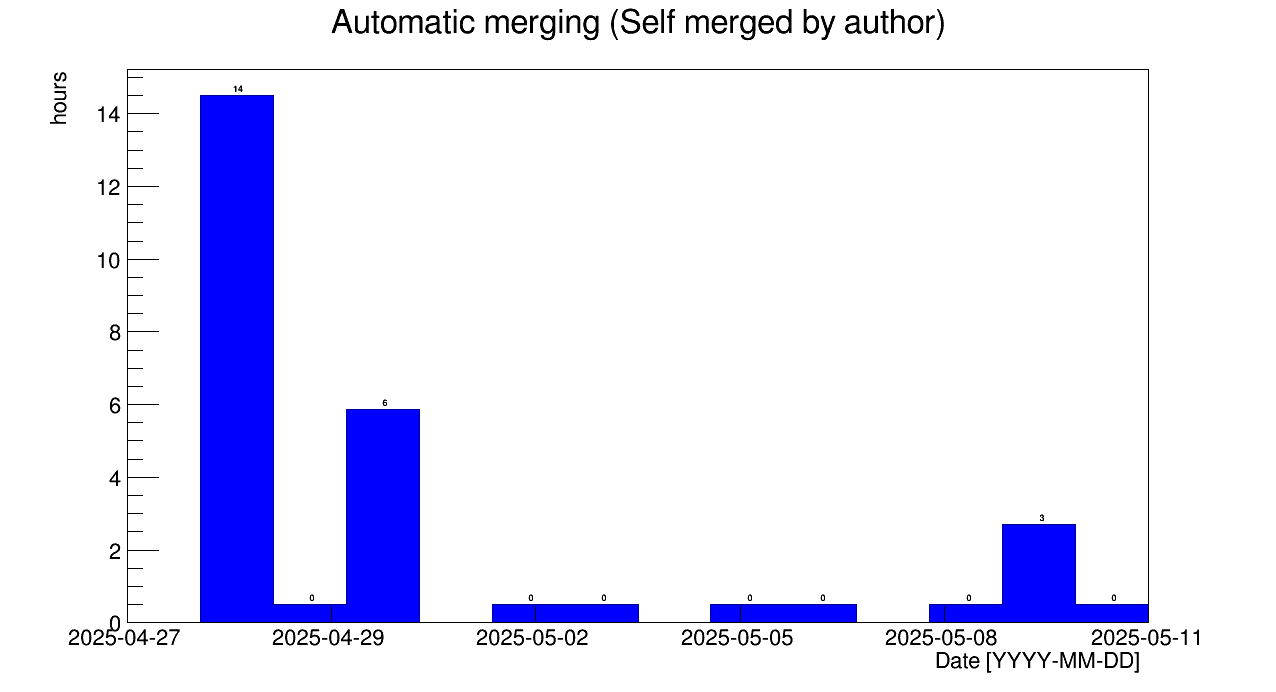 Automatic merging (Self merged by author)
hours
14
14
12
10
8
6
6
4
3
2
0 0 0 0 0 0 0
0
2025-04-27 2025-04-29 2025-05-02 2025-05-05 2025-05-08 2025-05-11
Date [YYYY-MM-DD]